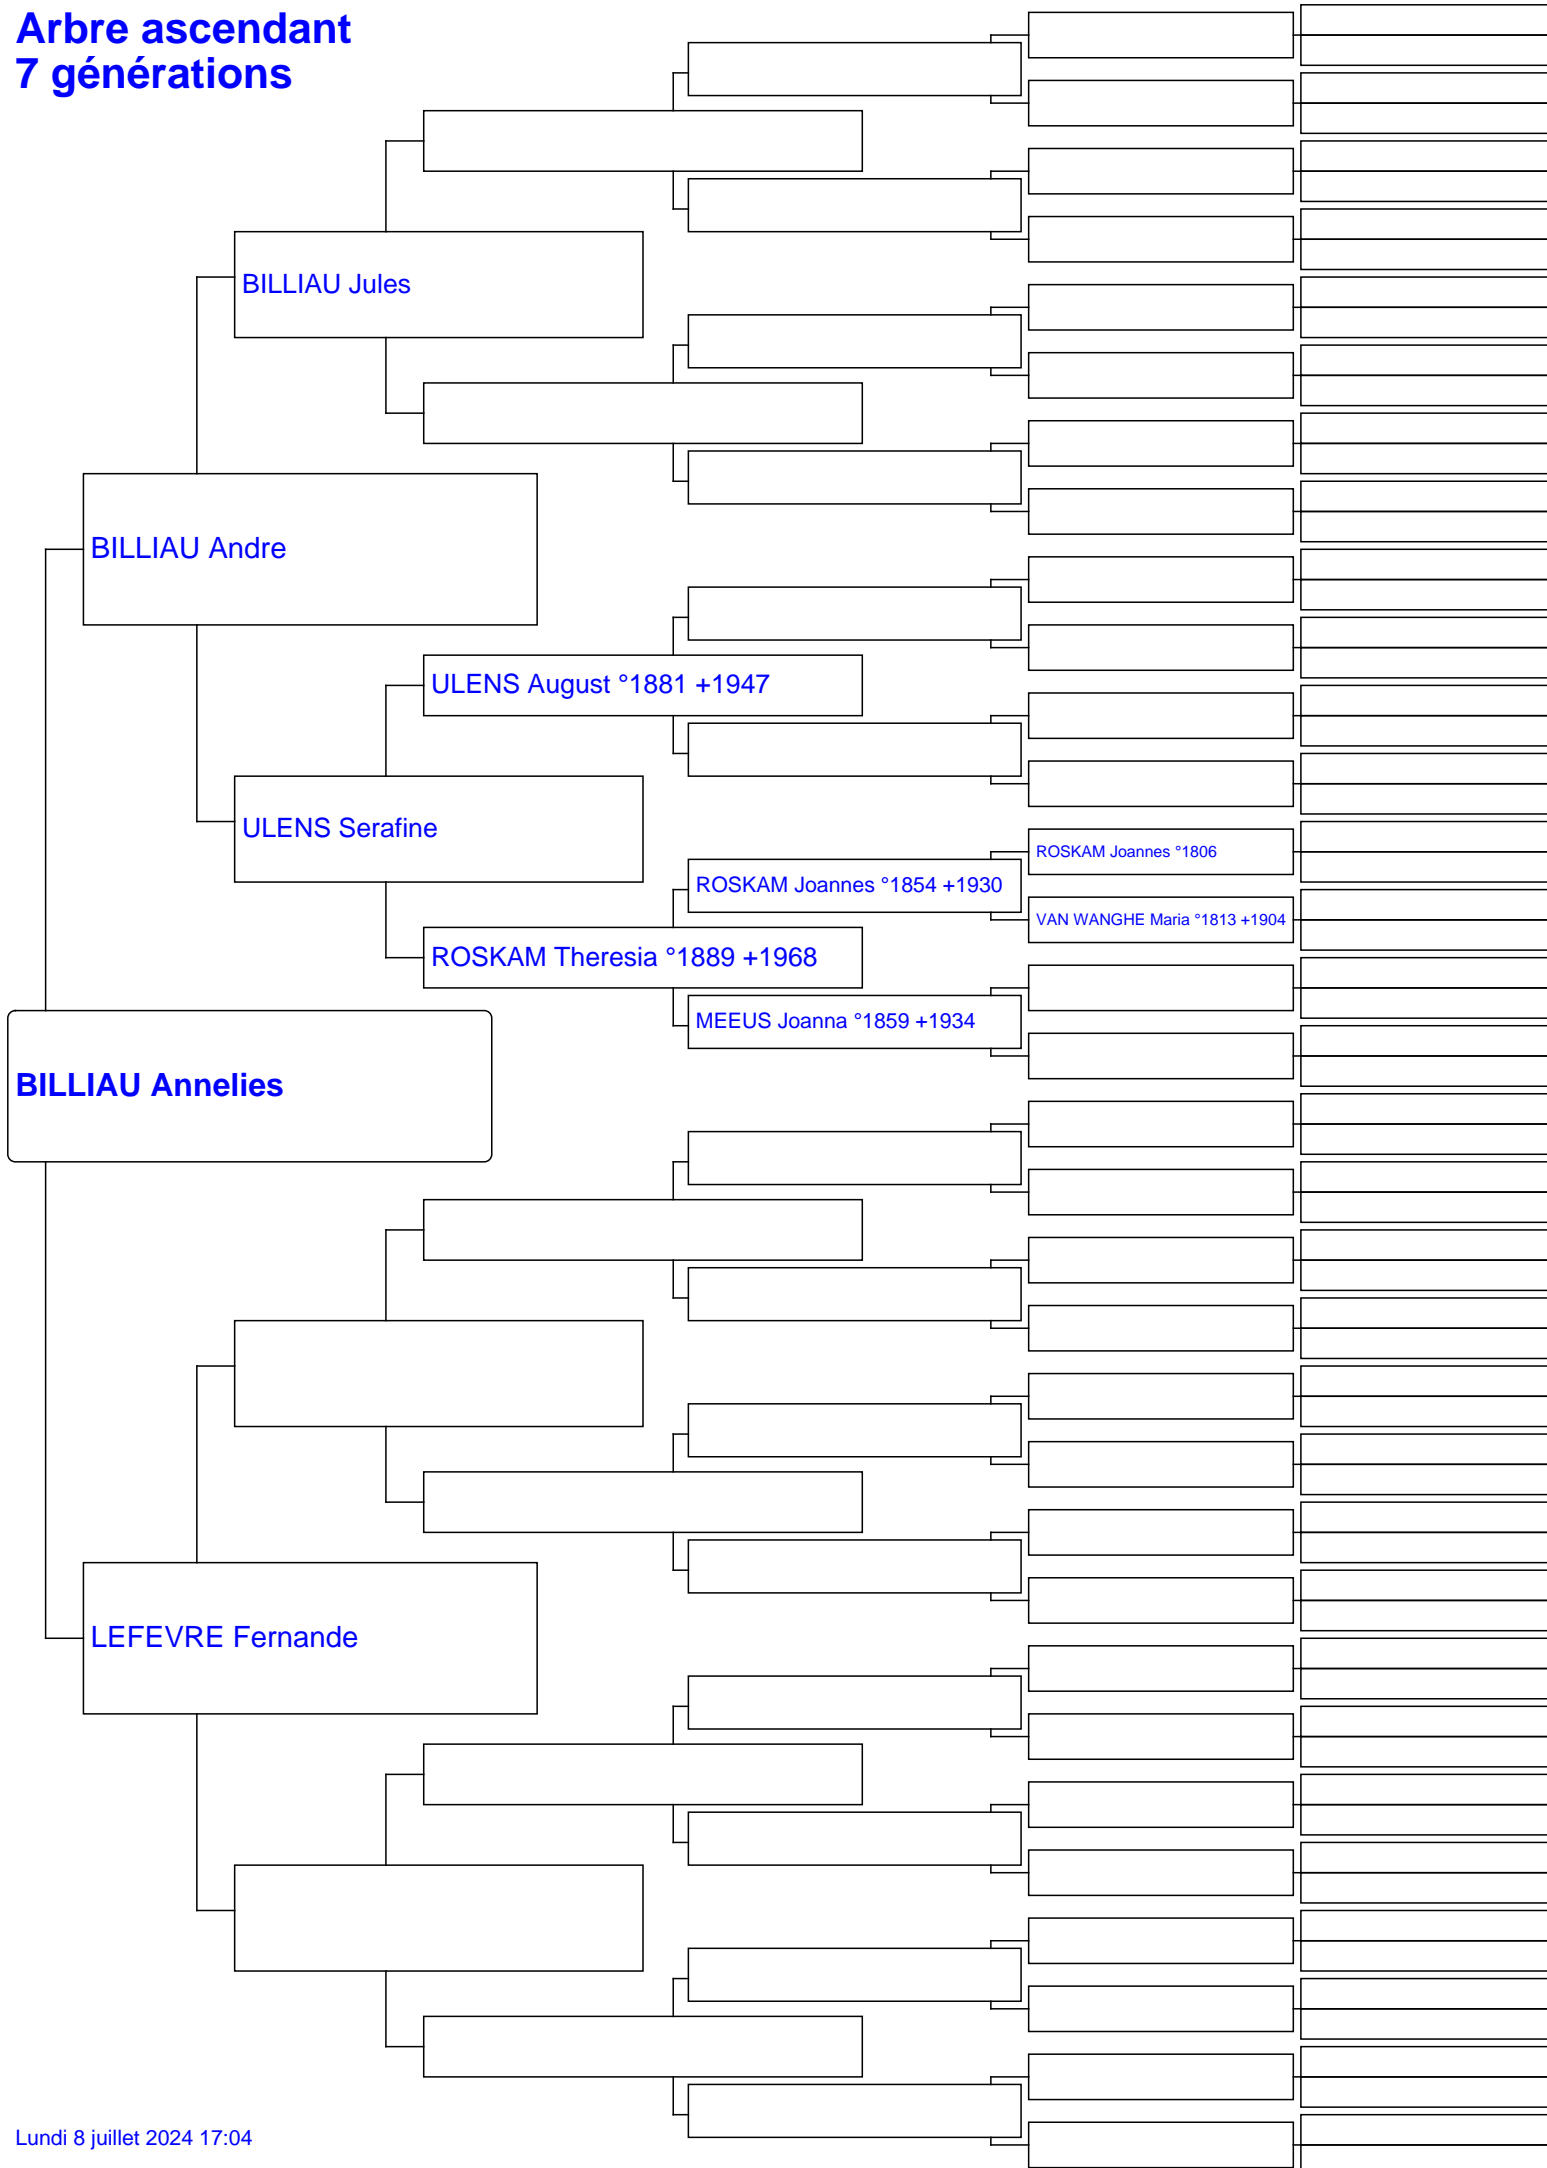 Arbre ascendant
7 générations
BILLIAU Jules
BILLIAU Andre
ULENS August °1881 +1947
ULENS Serafine
ROSKAM Joannes °1806
ROSKAM Joannes °1854 +1930
VAN WANGHE Maria °1813 +1904
ROSKAM Theresia °1889 +1968
MEEUS Joanna °1859 +1934
BILLIAU Annelies
LEFEVRE Fernande
Lundi 8 juillet 2024 17:04